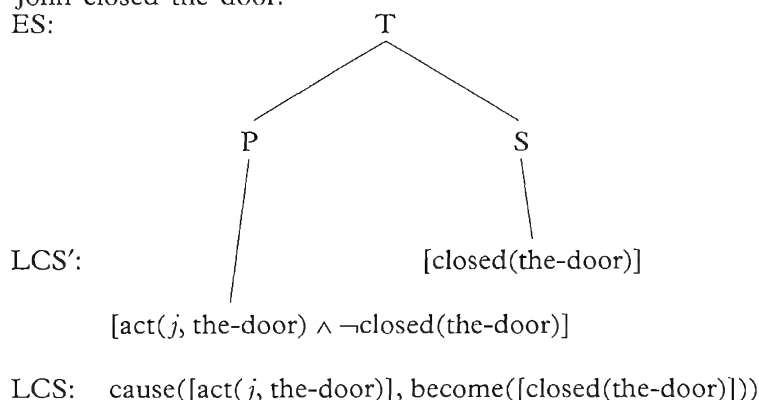 John closed the door.
ES: T
P S
LCS′: [closed(the-door)]
[act(j, the-door) ∧ ¬closed(the-door)]
LCS: cause([act(j, the-door)], become([closed(the-door)]))